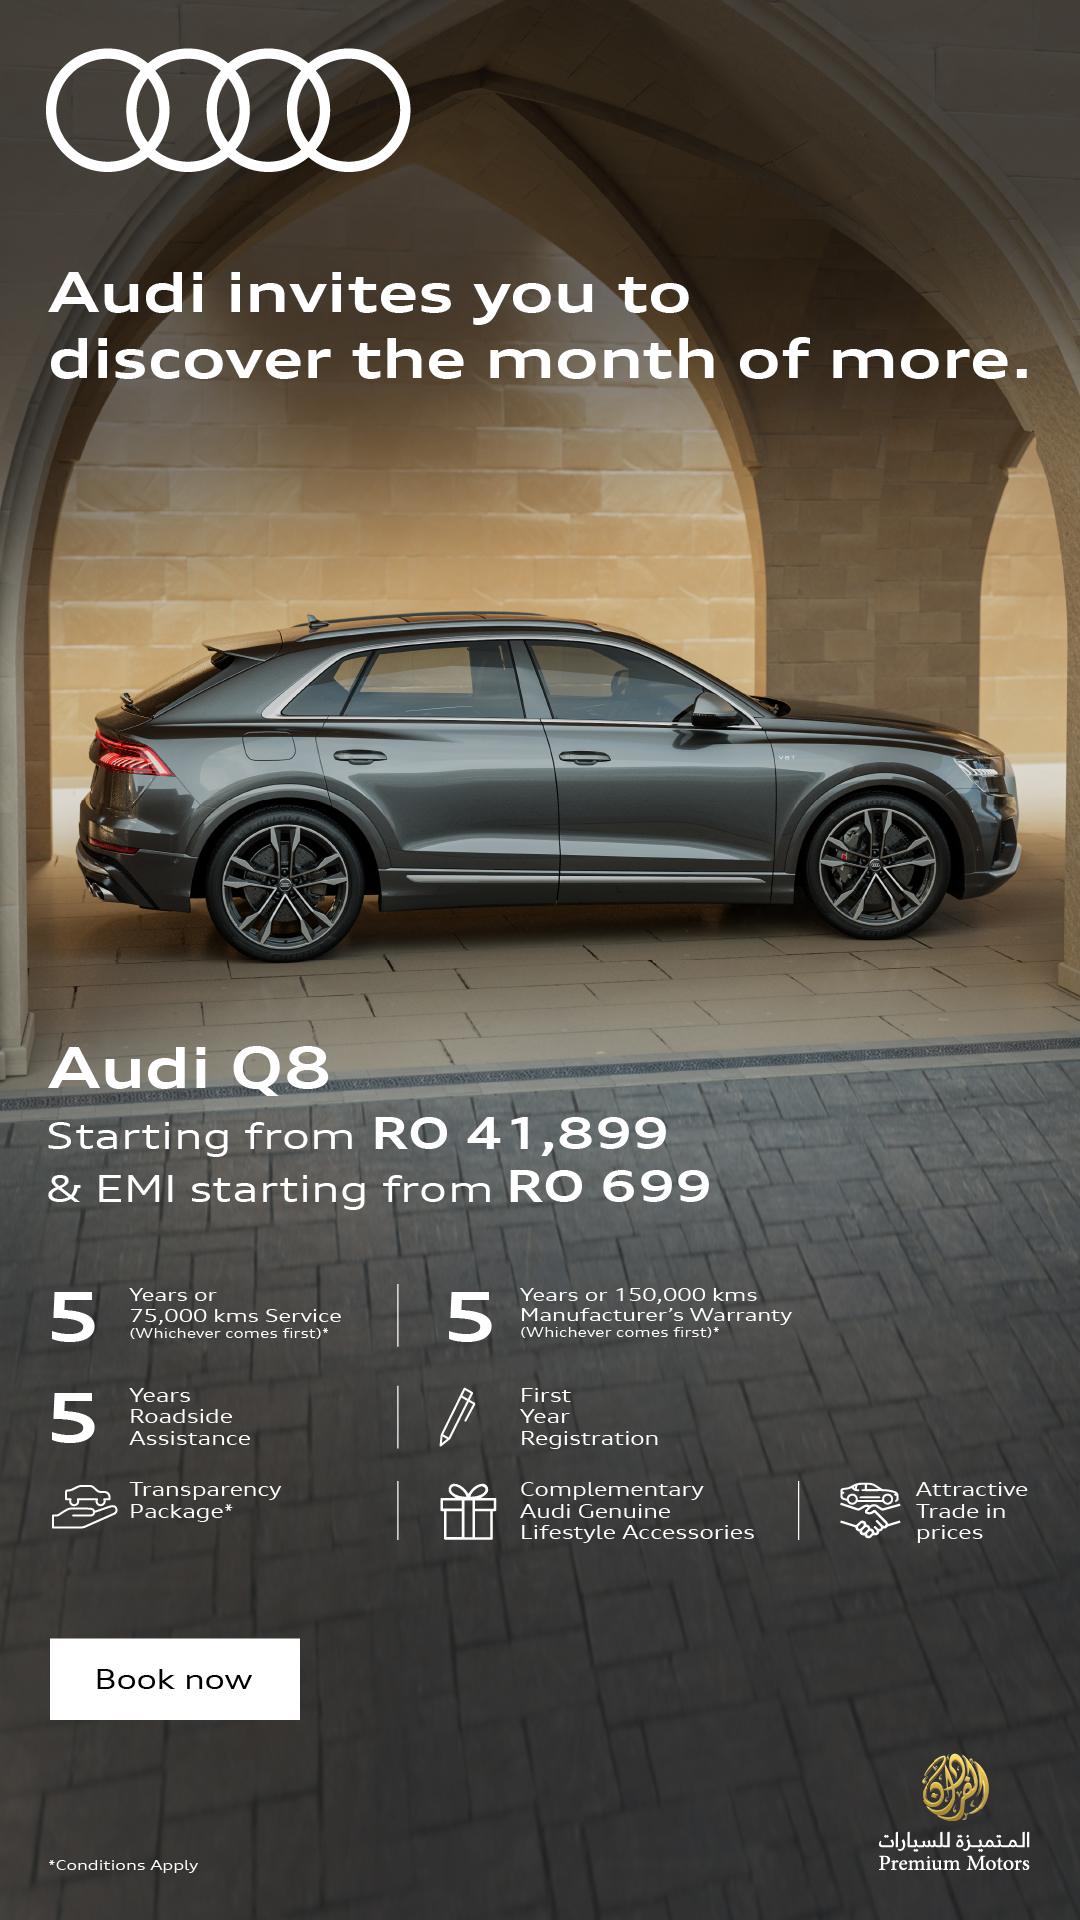 Audi invites you to
discover the month of more.
V8T
Audi Q8
Starting from RO 41,899
& EMI starting from RO 699
5 Years or
75,000 kms Service
(Whichever comes first)*
5 Years or 150,000 kms
Manufacturer's Warranty
(Whichever comes first)*
5 Years
Roadside
Assistance
First
Year
Registration
Transparency
Package*
Complementary
Audi Genuine
Lifestyle Accessories
Attractive
Trade in
prices
Book now
المتميزة للسيارات
Premium Motors
*Conditions Apply